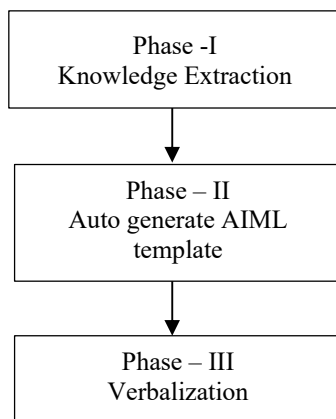 Phase -I
Knowledge Extraction
Phase – II
Auto generate AIML
template
Phase – III
Verbalization